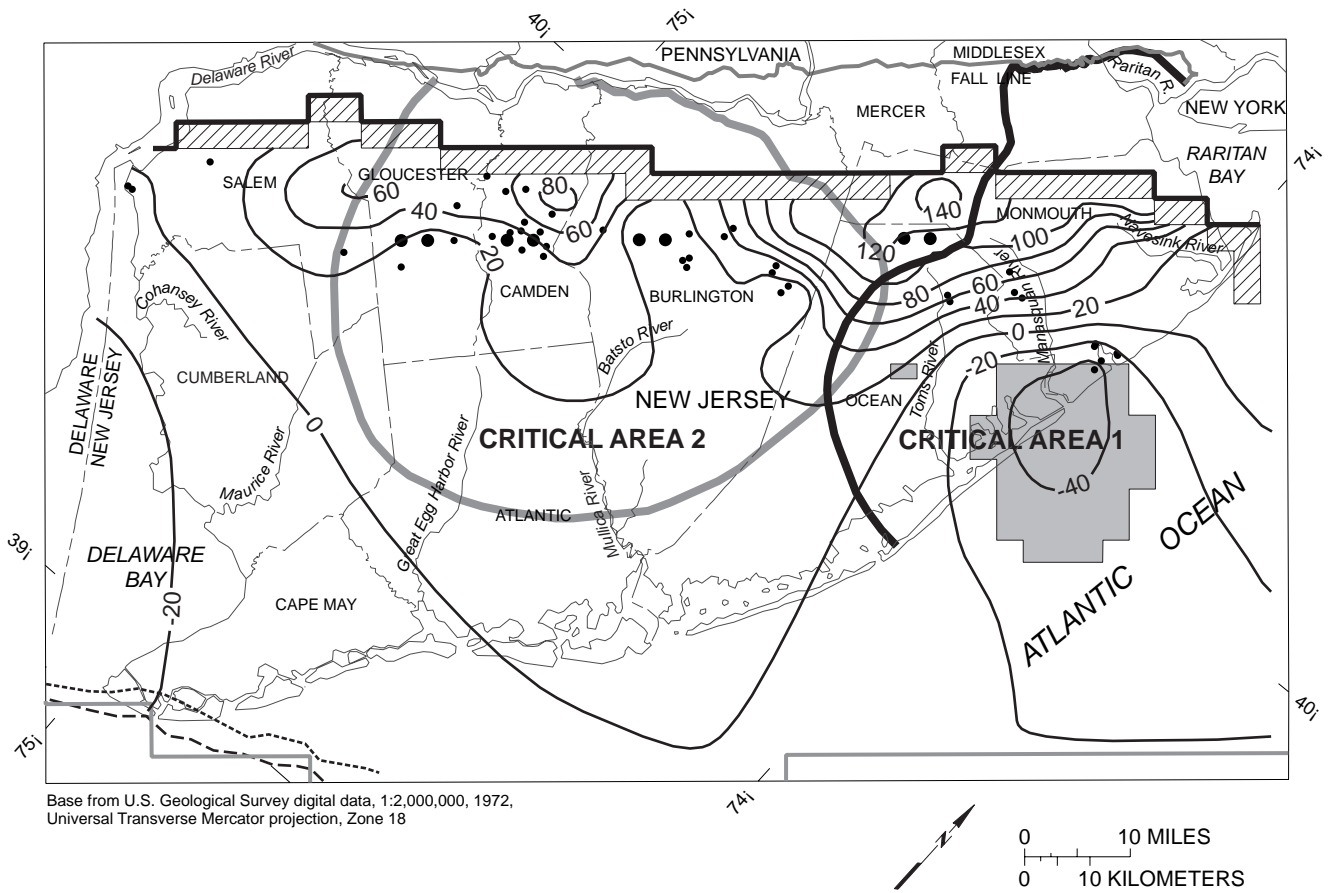 40¡
75¡
PENNSYLVANIA
MIDDLESEX
Delaware River
FALL LINE
Raritan R.
MERCER
NEW YORK
RARITAN
BAY
74¡
GLOUCESTER
SALEM
60
80
140
MONMOUTH
40
60
120
100
Navesink River
20
Manasquan River
Cohansey
River
CAMDEN
BURLINGTON
80
60
40
20
0
Batsto River
-20
Manasquan
DELAWARE
NEW JERSEY
CUMBERLAND
NEW JERSEY
OCEAN
Toms River
0
CRITICAL AREA 2
CRITICAL AREA 1
Maurice River
Great Egg Harbor River
Mullica River
-40
ATLANTIC
39¡
DELAWARE
BAY
-20
CAPE MAY
ATLANTIC OCEAN
75¡
74¡
40¡
Base from U.S. Geological Survey digital data, 1:2,000,000, 1972,
Universal Transverse Mercator projection, Zone 18
N
0 10 MILES
0 10 KILOMETERS